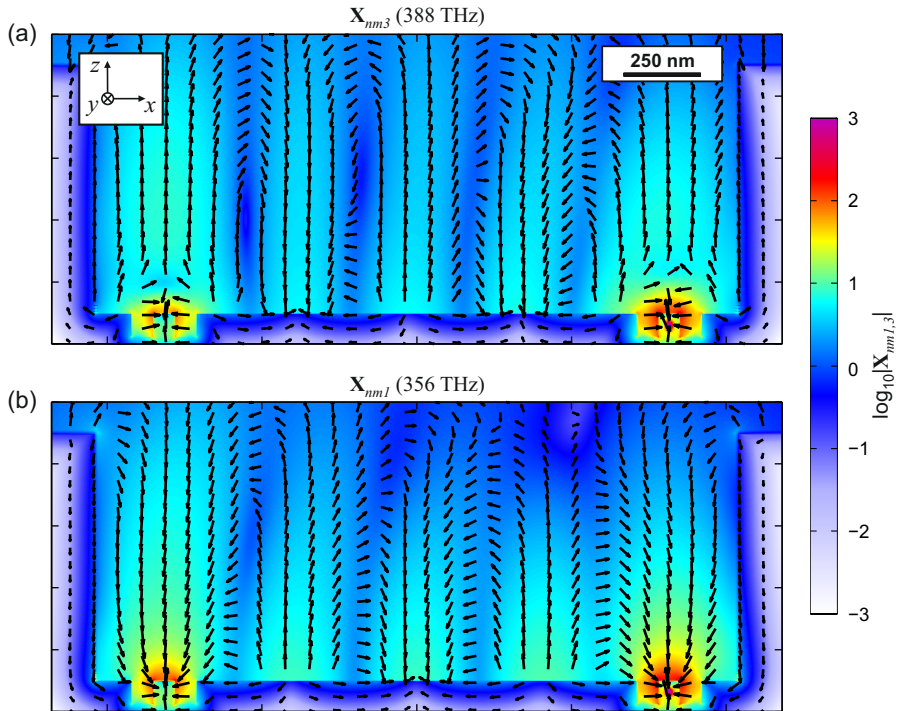 X_nm3 (388 THz)
(a)
z
y
x
250 nm
X_nm1 (356 THz)
(b)
3
2
1
0
−1
−2
−3
log10|X_nm1,3|